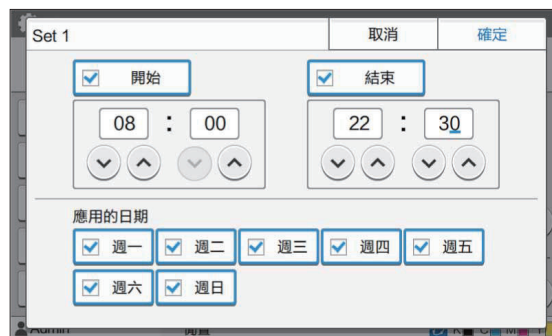 Set 1 取消 確定
開始 結束
08 : 00 22 : 30
應用的日期
週一 週二 週三 週四 週五
週六 週日
Admin